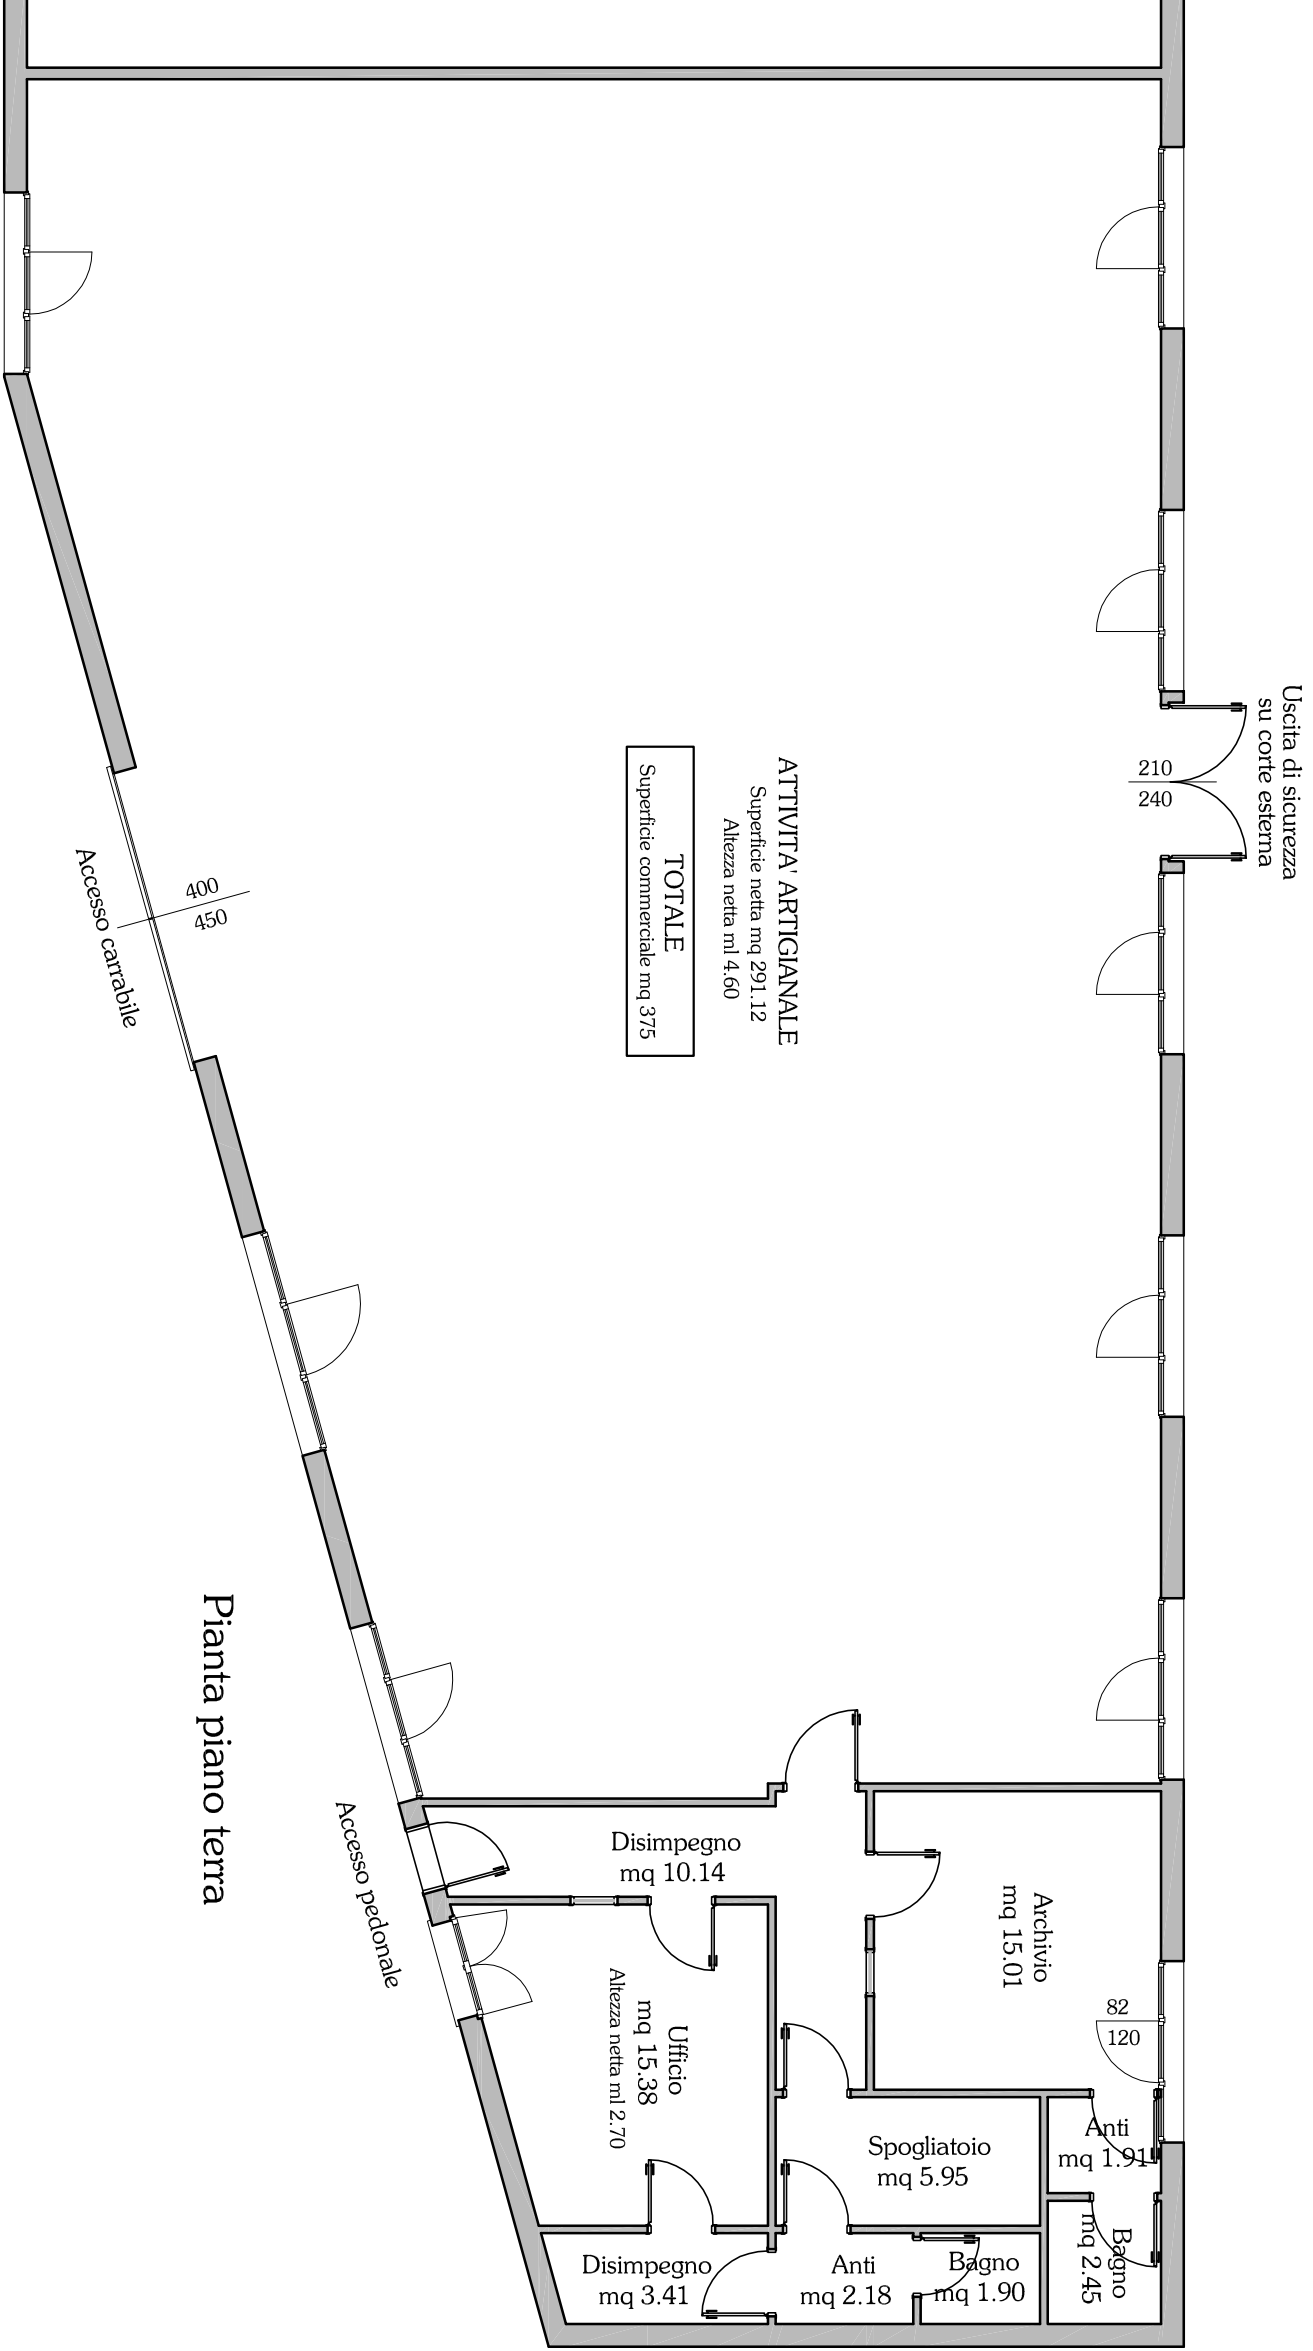 Uscita di sicurezza
su corte esterna
210
240
ATTIVITA' ARTIGIANALE
Superficie netta mq 291.12
Altezza netta ml 4.60
TOTALE
Superficie commerciale mq 375
400
450
Accesso carrabile
Pianta piano terra
Accesso pedonale
Disimpegno
mq 10.14
Archivio
mq 15.01
82
120
Ufficio
mq 15.38
Altezza netta ml 2.70
Anti
mq 1.91
Spogliatoio
mq 5.95
Bagno
mq 2.45
Disimpegno
mq 3.41
Anti
mq 2.18
Bagno
mq 1.90